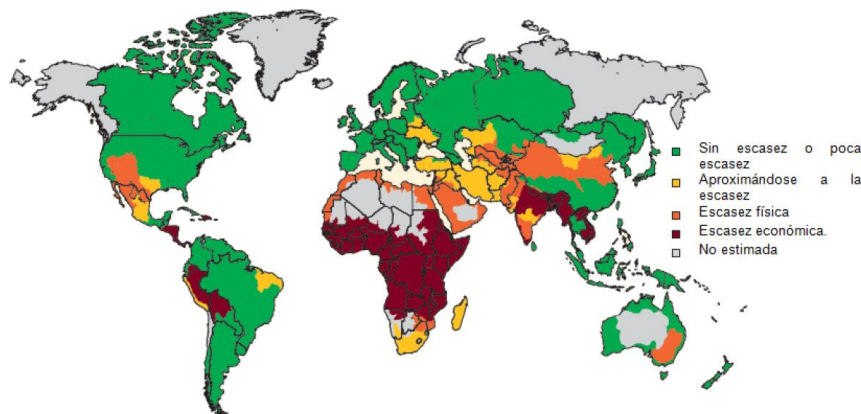 Sin escasez o poca
escasez
Aproximándose a la
escasez
Escasez física
Escasez económica.
No estimada